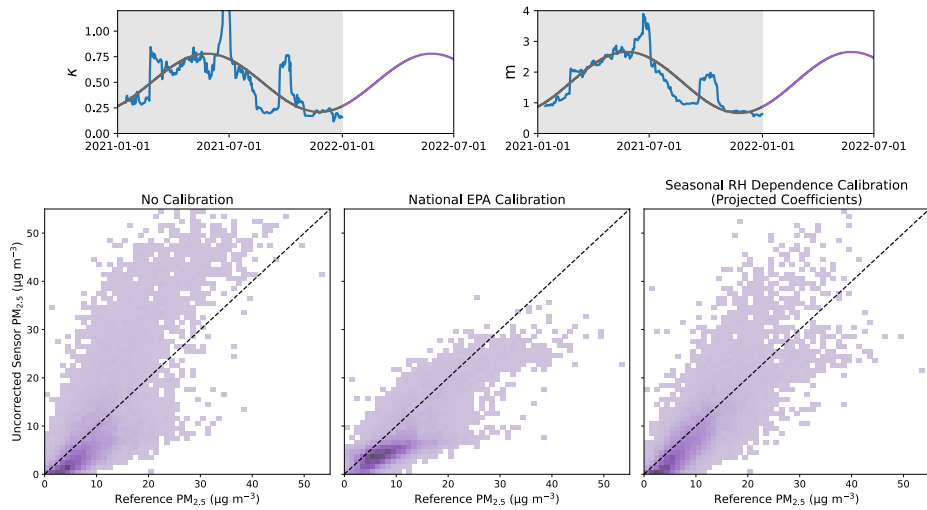 κ
1.00
0.75
0.50
0.25
0.00
2021-01-01
2021-07-01
2022-01-01
2022-07-01
m
4
3
2
1
0
2021-01-01
2021-07-01
2022-01-01
2022-07-01
No Calibration
National EPA Calibration
Seasonal RH Dependence Calibration
(Projected Coefficients)
Uncorrected Sensor PM2.5 (μg m−3)
50
40
30
20
10
0
0 10 20 30 40 50
0 10 20 30 40 50
0 10 20 30 40 50
Reference PM2.5 (μg m−3)
Reference PM2.5 (μg m−3)
Reference PM2.5 (μg m−3)